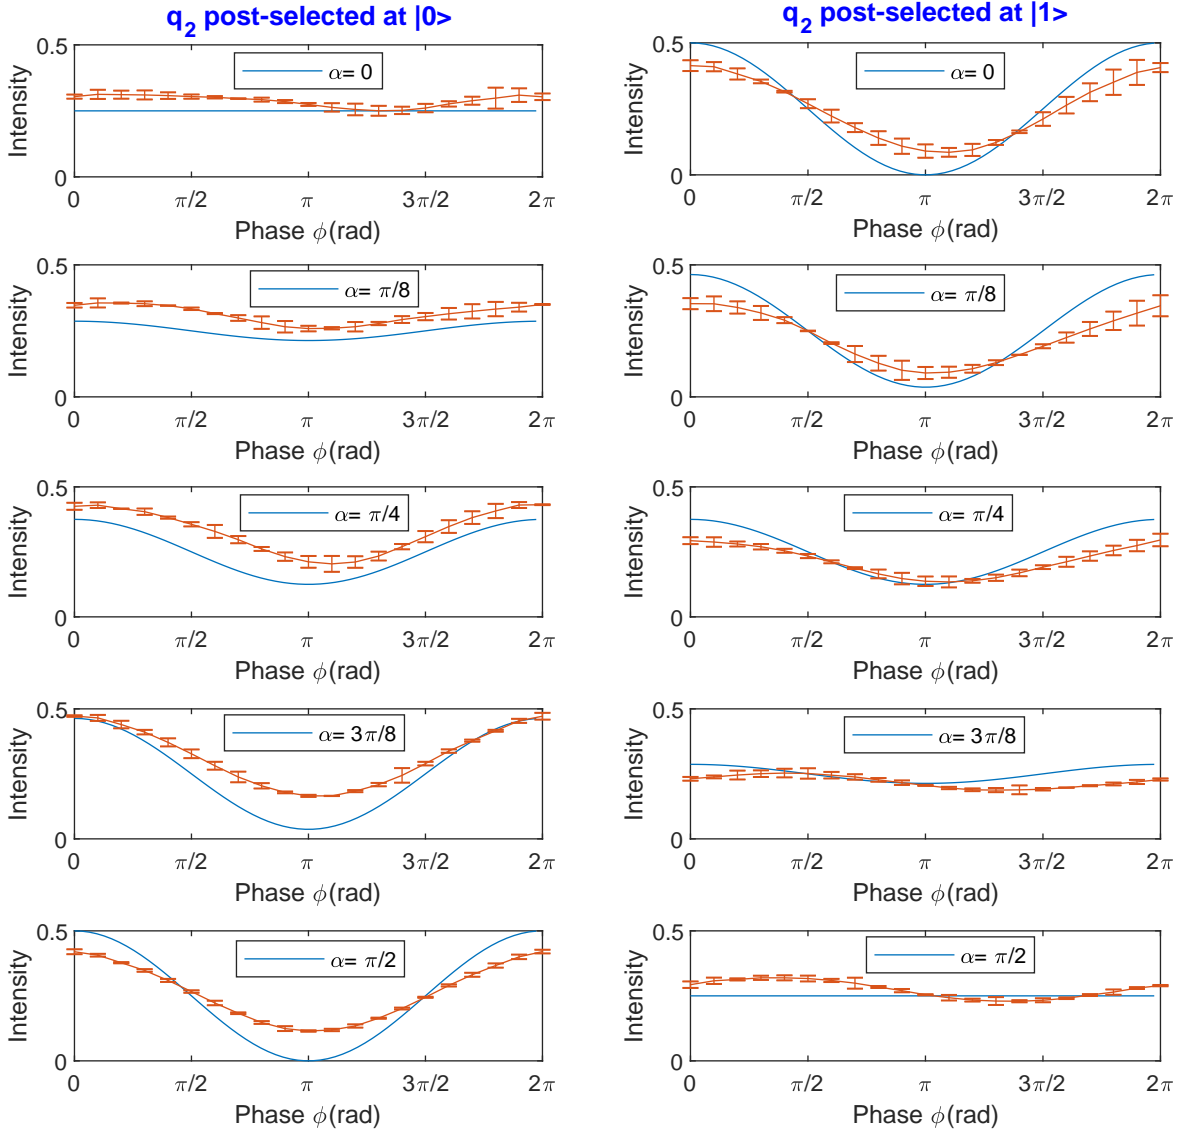 q2 post-selected at |0>
q2 post-selected at |1>
Intensity
0.5
0
α= 0
0 π/2 π 3π/2 2π
Phase ϕ(rad)
Intensity
0.5
0
α= 0
0 π/2 π 3π/2 2π
Phase ϕ(rad)
Intensity
0.5
0
α= π/8
0 π/2 π 3π/2 2π
Phase ϕ(rad)
Intensity
0.5
0
α= π/8
0 π/2 π 3π/2 2π
Phase ϕ(rad)
Intensity
0.5
0
α= π/4
0 π/2 π 3π/2 2π
Phase ϕ(rad)
Intensity
0.5
0
α= π/4
0 π/2 π 3π/2 2π
Phase ϕ(rad)
Intensity
0.5
0
α= 3π/8
0 π/2 π 3π/2 2π
Phase ϕ(rad)
Intensity
0.5
0
α= 3π/8
0 π/2 π 3π/2 2π
Phase ϕ(rad)
Intensity
0.5
0
α= π/2
0 π/2 π 3π/2 2π
Phase ϕ(rad)
Intensity
0.5
0
α= π/2
0 π/2 π 3π/2 2π
Phase ϕ(rad)